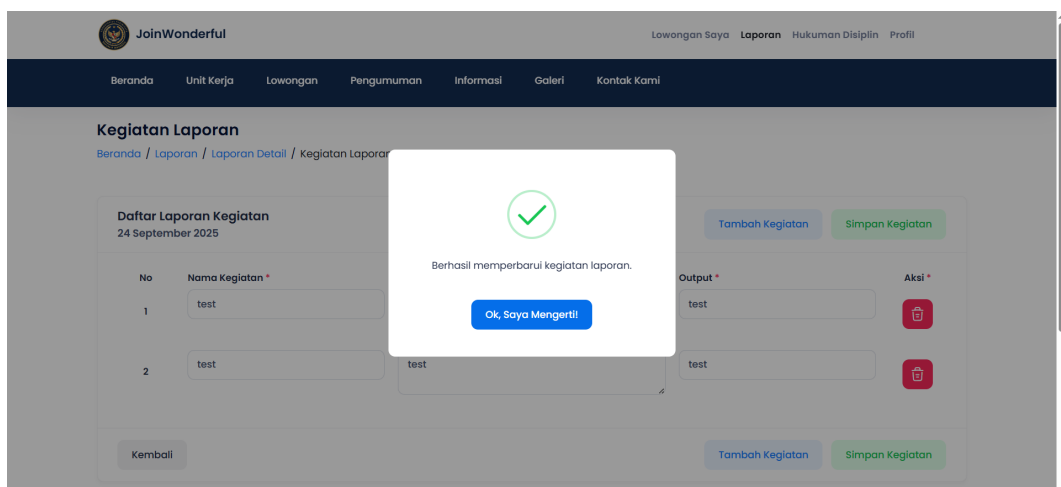 JoinWonderful
Lowongan Saya Laporan Hukuman Disiplin Profil
Beranda Unit Kerja Lowongan Pengumuman Informasi Galeri Kontak Kami
Kegiatan Laporan
Beranda / Laporan / Laporan Detail / Kegiatan Laporan
Daftar Laporan Kegiatan
24 September 2025
Tambah Kegiatan Simpan Kegiatan
Berhasil memperbarui kegiatan laporan.
Ok, Saya Mengerti!
No Nama Kegiatan * Output * Aksi *
1 test test
2 test test test
Kembali Tambah Kegiatan Simpan Kegiatan